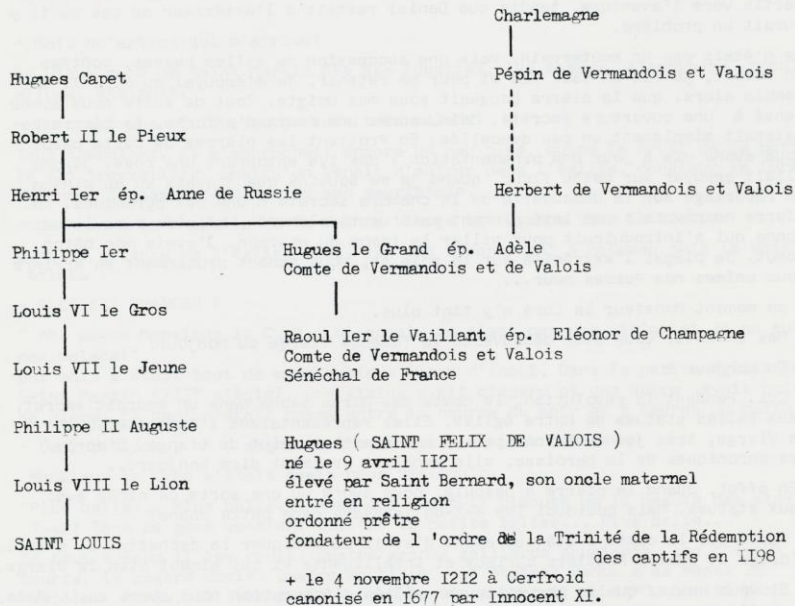 Charlemagne
Hugues Capet
Pépin de Vermandois et Valois
Robert II le Pieux
Henri Ier ép. Anne de Russie
Herbert de Vermandois et Valois
Philippe Ier
Hugues le Grand ép. Adèle
Comte de Vermandois et de Valois
Louis VI le Gros
Raoul Ier le Vaillant ép. Eléonor de Champagne
Comte de Vermandois et Valois
Louis VII le Jeune
Sénéchal de France
Philippe II Auguste
Hugues ( SAINT FELIX DE VALOIS )
né le 9 avril II2I
Louis VIII le Lion
élevé par Saint Bernard, son oncle maternel
entré en religion
ordonné prêtre
SAINT LOUIS
fondateur de l'ordre de la Trinité de la Rédemption
des captifs en II98
+ le 4 novembre I2I2 à Cerfroid
canonisé en I677 par Innocent XI.